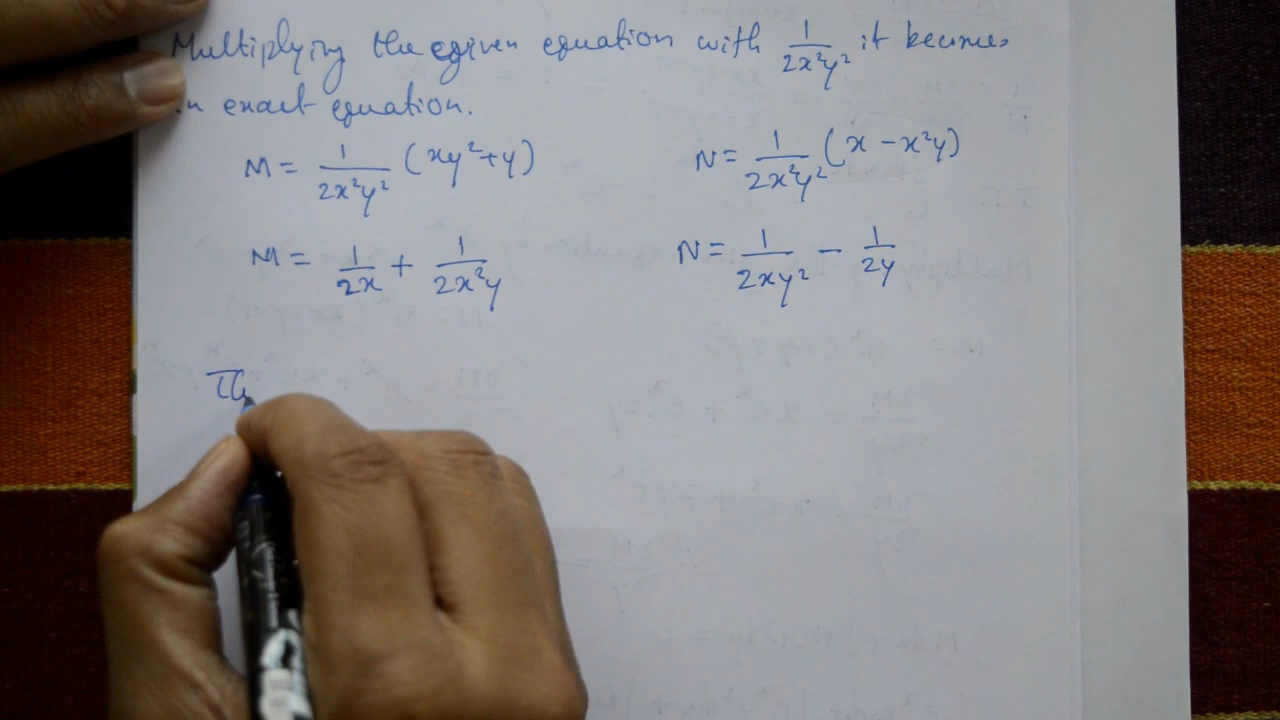 Multiplying the given equation with 1/2x²y² it becomes
an exact equation.
M = 1/2x²y² (xy²+y) N = 1/2x²y² (x − x²y)
M = 1/2x + 1/2x²y N = 1/2xy² − 1/2y
Th